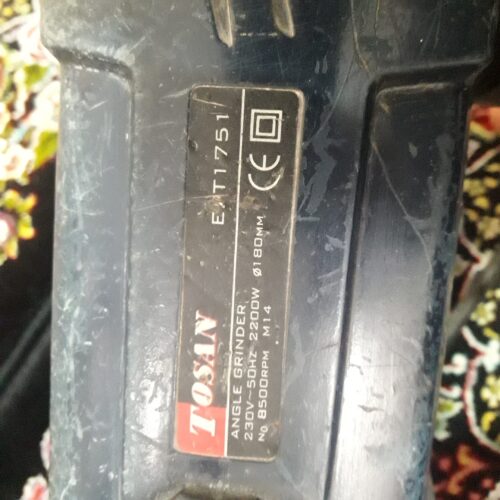 TOSAN
ANGLE GRINDER
230V~50HZ 2200W Ø180MM
No 8500RPM M14
CE